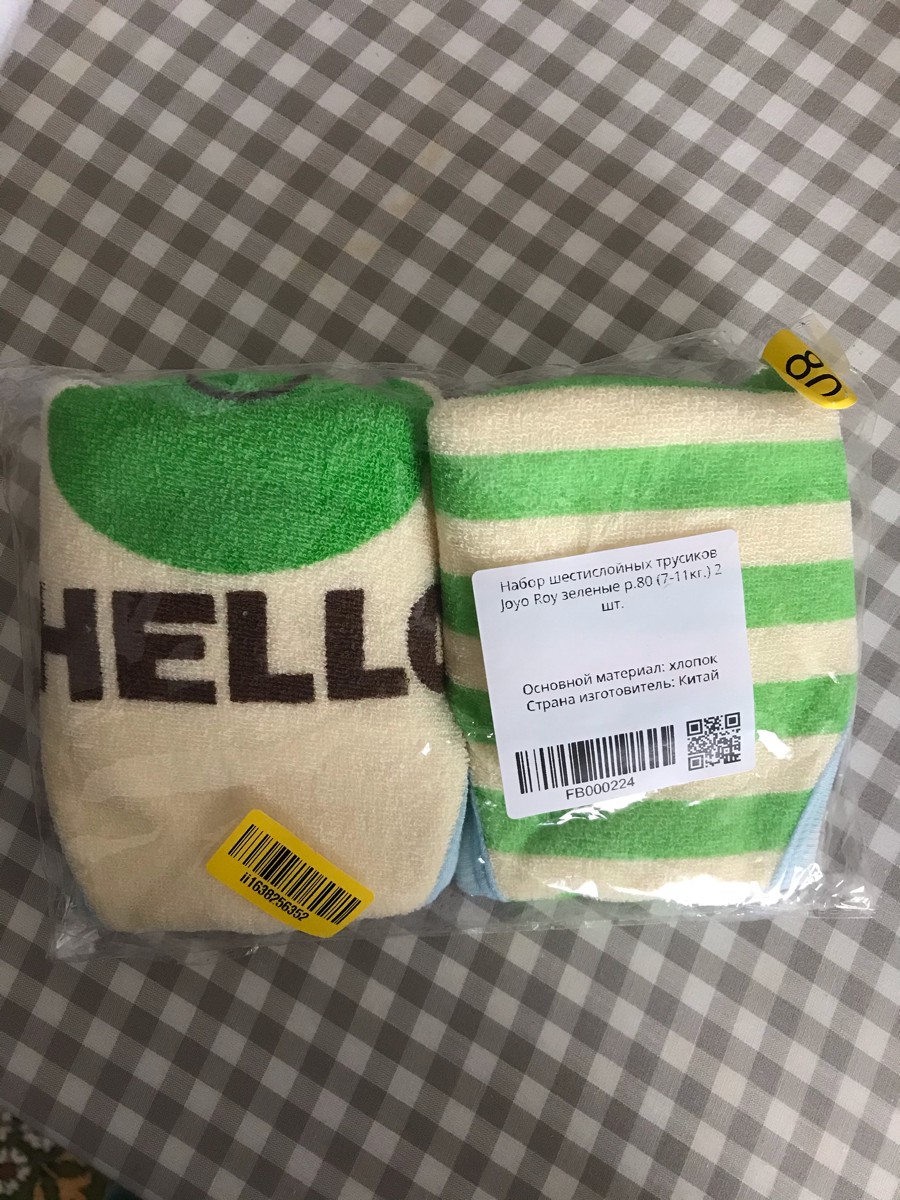 80
HELLO
Набор шестислойных трусиков
Joyo Roy зеленые р.80 (7-11кг.) 2
шт.
Основной материал: хлопок
Страна изготовитель: Китай
FB000224
ii1638256352